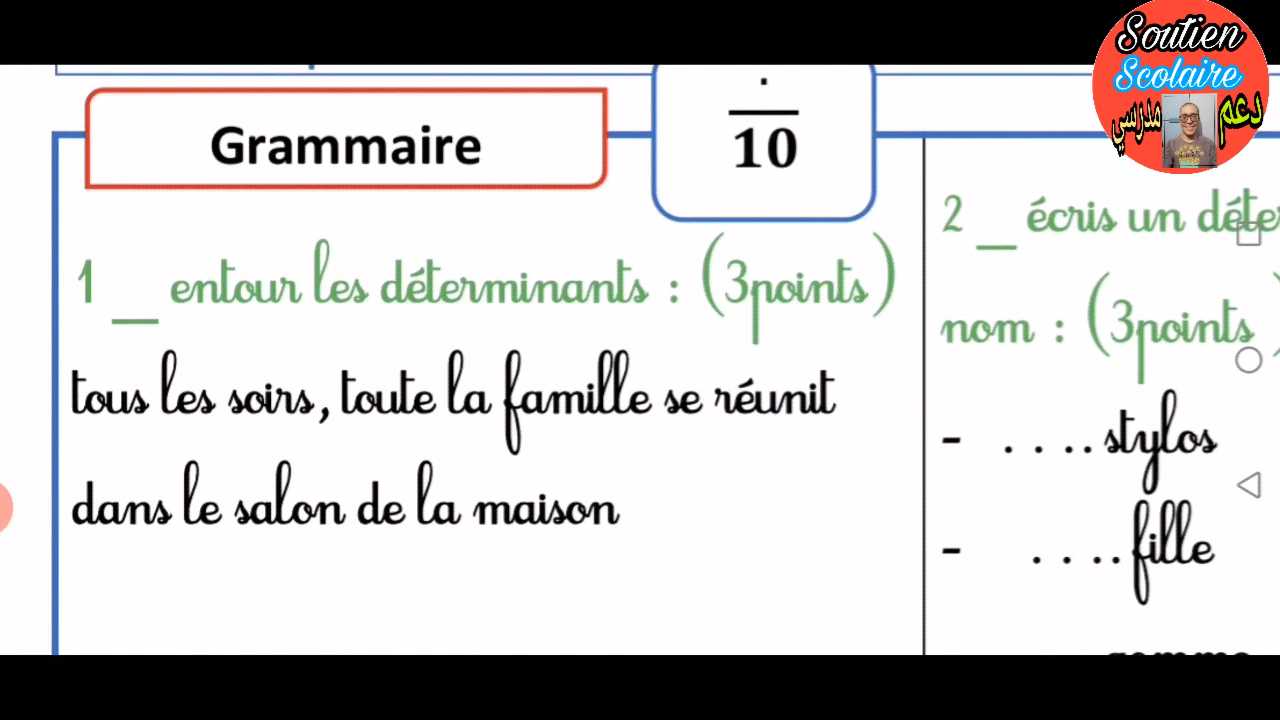 Soutien
Scolaire
دعم مدرسي
Grammaire
.
10
1 _ entour les déterminants : (3points)
tous les soirs, toute la famille se réunit
dans le salon de la maison
2 _ écris un déter
nom : (3points)
- . . . . stylos
- . . . . fille